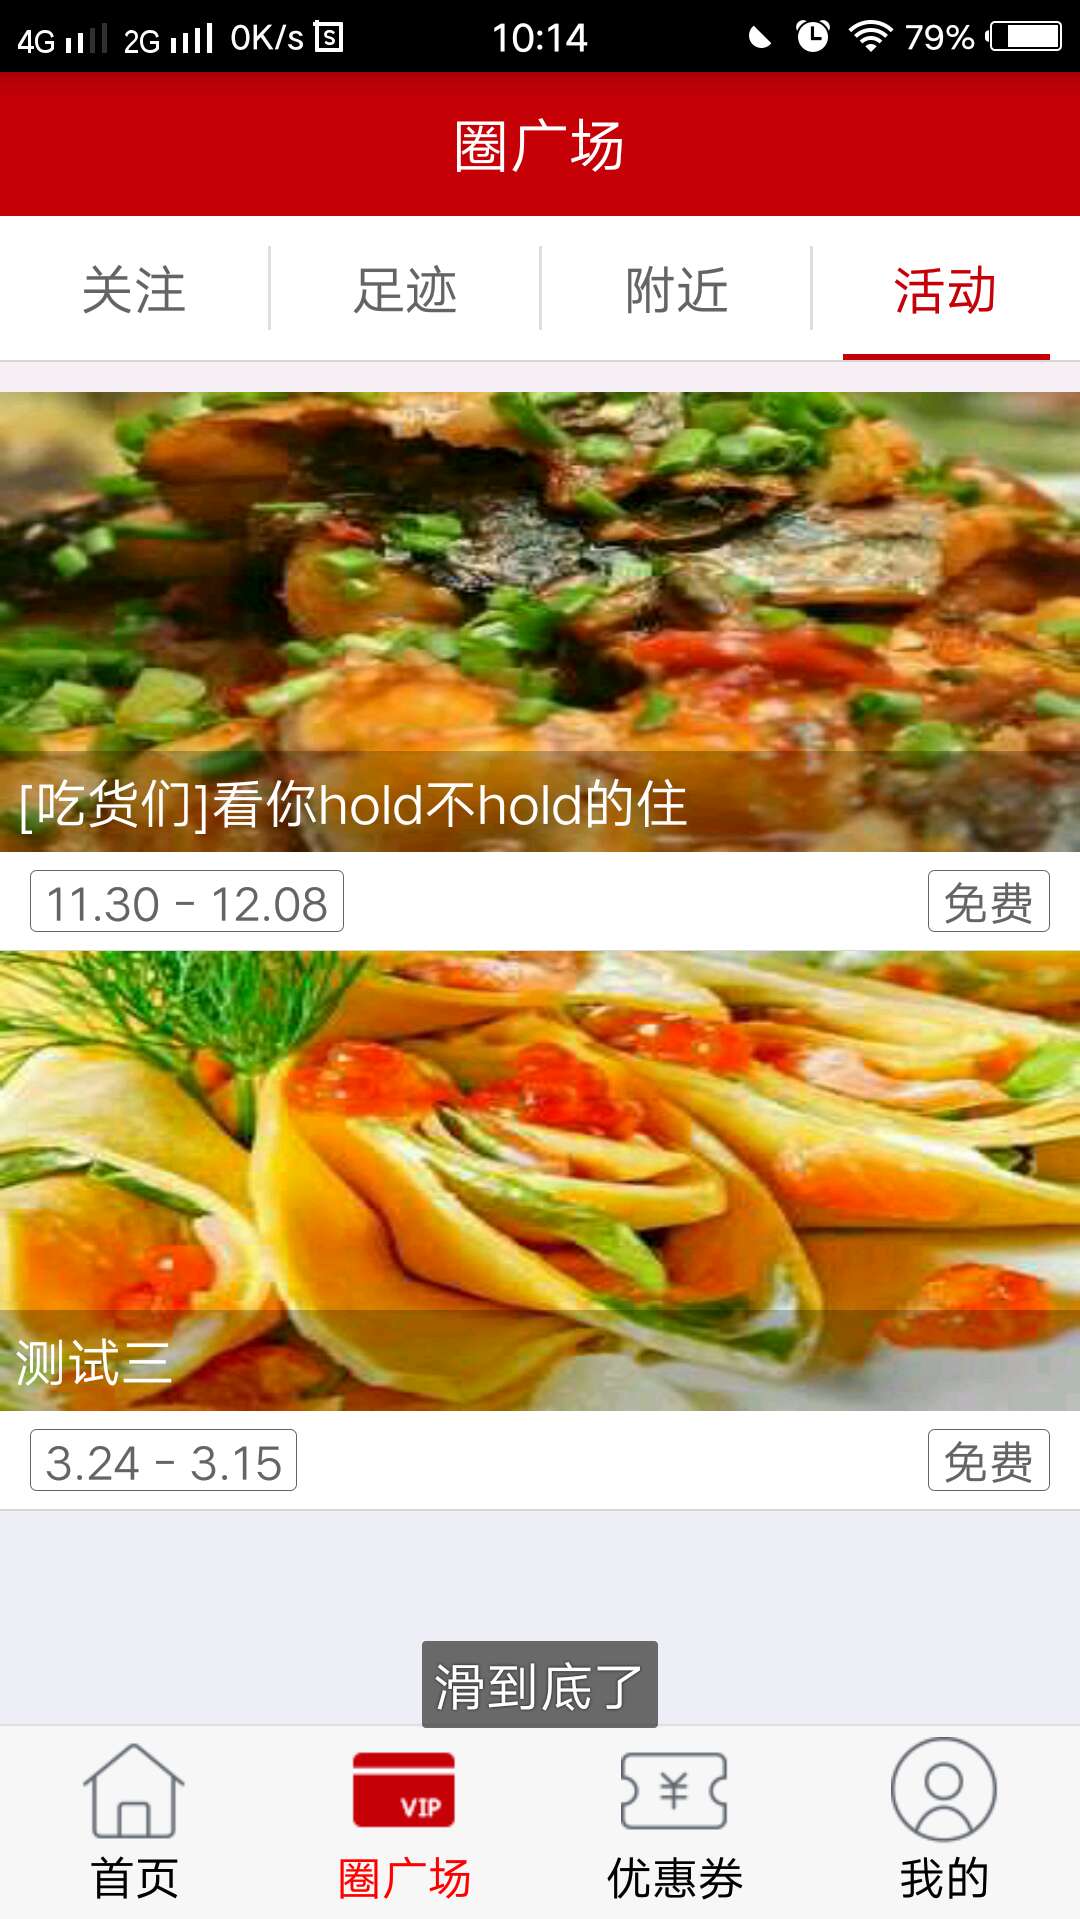 4G 2G 0K/s S 10:14 79%
圈广场
关注 足迹 附近 活动
[吃货们]看你hold不hold的住
11.30 - 12.08 免费
测试三
3.24 - 3.15 免费
滑到底了
VIP ¥
首页 圈广场 优惠券 我的